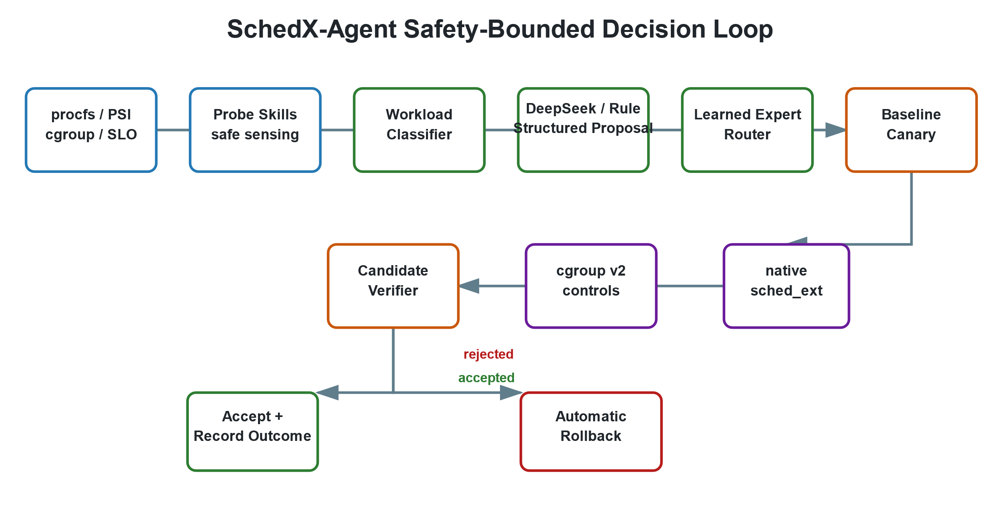 SchedX-Agent Safety-Bounded Decision Loop
procfs / PSI
cgroup / SLO
Probe Skills
safe sensing
Workload
Classifier
DeepSeek / Rule
Structured Proposal
Learned Expert
Router
Baseline
Canary
Candidate
Verifier
cgroup v2
controls
native
sched_ext
rejected
accepted
Accept +
Record Outcome
Automatic
Rollback